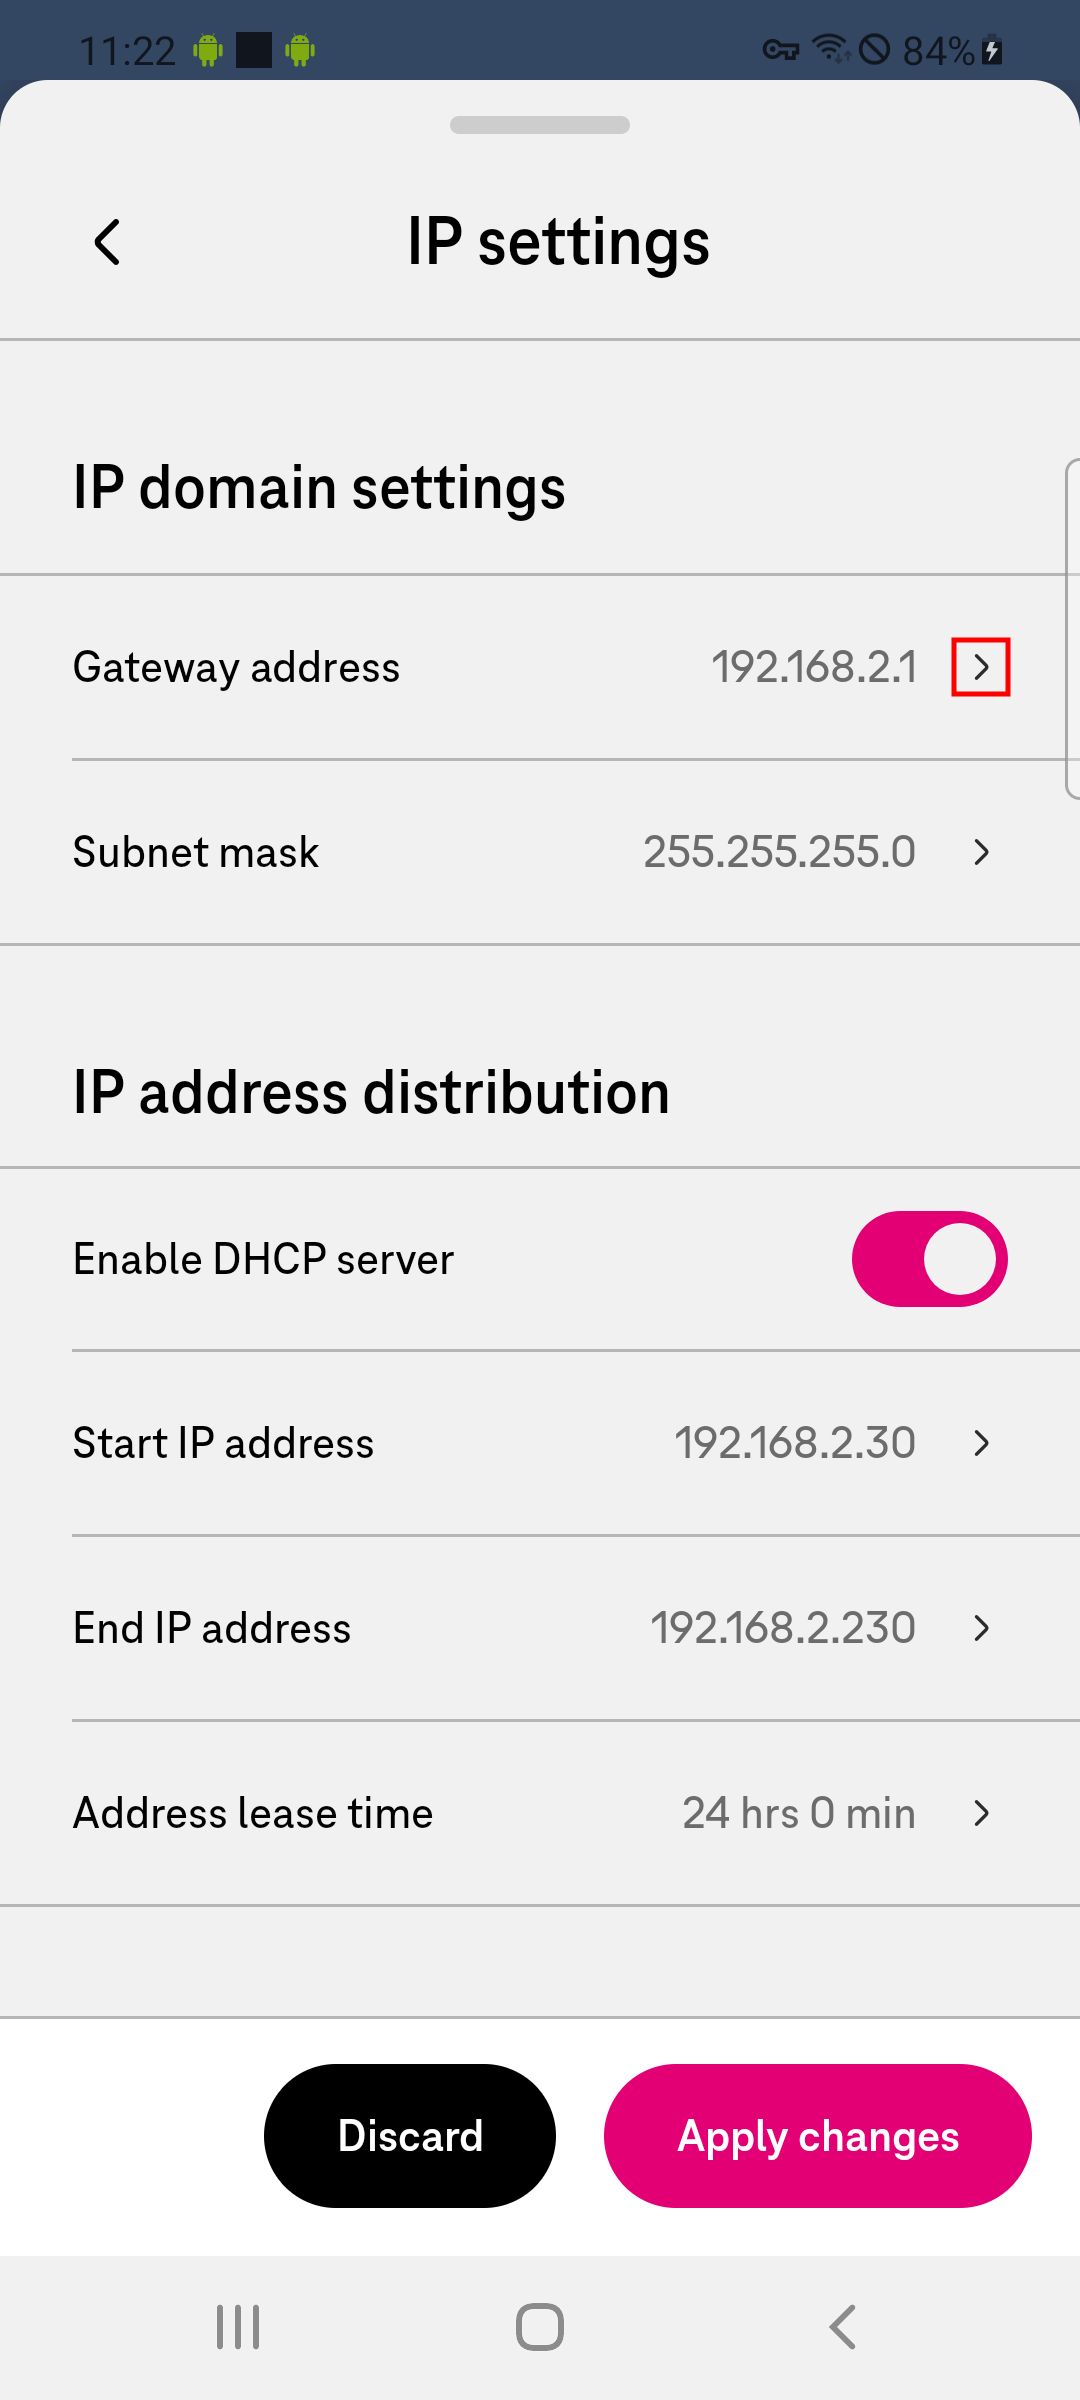 11:22 84%
IP settings
IP domain settings
Gateway address 192.168.2.1
Subnet mask 255.255.255.0
IP address distribution
Enable DHCP server
Start IP address 192.168.2.30
End IP address 192.168.2.230
Address lease time 24 hrs 0 min
Discard Apply changes